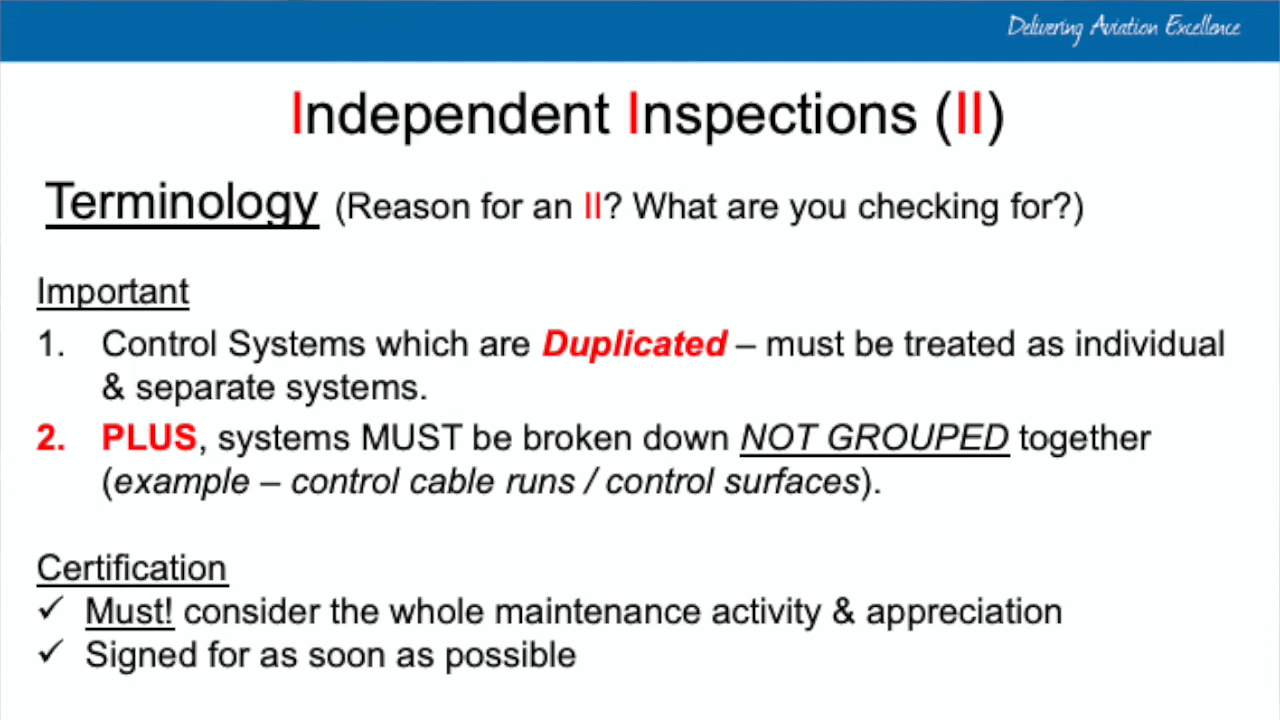 Delivering Aviation Excellence
Independent Inspections (II)
Terminology (Reason for an II? What are you checking for?)
Important
1. Control Systems which are Duplicated – must be treated as individual
& separate systems.
2. PLUS, systems MUST be broken down NOT GROUPED together
(example – control cable runs / control surfaces).
Certification
✓ Must! consider the whole maintenance activity & appreciation
✓ Signed for as soon as possible